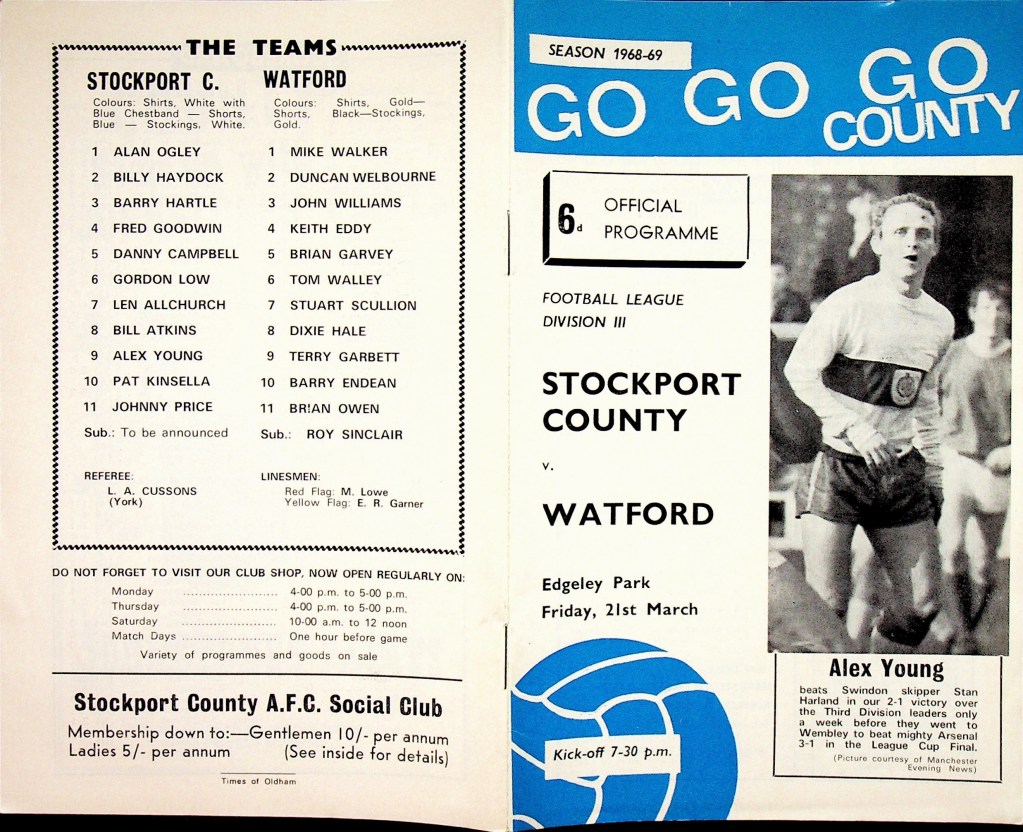 THE TEAMS
STOCKPORT C.
Colours: Shirts, White with
Blue Chestband — Shorts,
Blue — Stockings, White.
1 ALAN OGLEY
2 BILLY HAYDOCK
3 BARRY HARTLE
4 FRED GOODWIN
5 DANNY CAMPBELL
6 GORDON LOW
7 LEN ALLCHURCH
8 BILL ATKINS
9 ALEX YOUNG
10 PAT KINSELLA
11 JOHNNY PRICE
Sub.: To be announced
WATFORD
Colours: Shirts, Gold—
Shorts, Black—Stockings,
Gold.
1 MIKE WALKER
2 DUNCAN WELBOURNE
3 JOHN WILLIAMS
4 KEITH EDDY
5 BRIAN GARVEY
6 TOM WALLEY
7 STUART SCULLION
8 DIXIE HALE
9 TERRY GARBETT
10 BARRY ENDEAN
11 BRIAN OWEN
Sub.: ROY SINCLAIR
REFEREE:
L. A. CUSSONS
(York)
LINESMEN:
Red Flag: M. Lowe
Yellow Flag: E. R. Garner
DO NOT FORGET TO VISIT OUR CLUB SHOP, NOW OPEN REGULARLY ON:
Monday ........................ 4-00 p.m. to 5-00 p.m.
Thursday ........................ 4-00 p.m. to 5-00 p.m.
Saturday ........................ 10-00 a.m. to 12 noon
Match Days ........................ One hour before game
Variety of programmes and goods on sale
Stockport County A.F.C. Social Club
Membership down to:—Gentlemen 10/- per annum
Ladies 5/- per annum (See inside for details)
Times of Oldham
SEASON 1968-69
GO GO GO
COUNTY
6d OFFICIAL
PROGRAMME
FOOTBALL LEAGUE
DIVISION III
STOCKPORT
COUNTY
v.
WATFORD
Edgeley Park
Friday, 21st March
Kick-off 7-30 p.m.
Alex Young
beats Swindon skipper Stan
Harland in our 2-1 victory over
the Third Division leaders only
a week before they went to
Wembley to beat mighty Arsenal
3-1 in the League Cup Final.
(Picture courtesy of Manchester
Evening News)